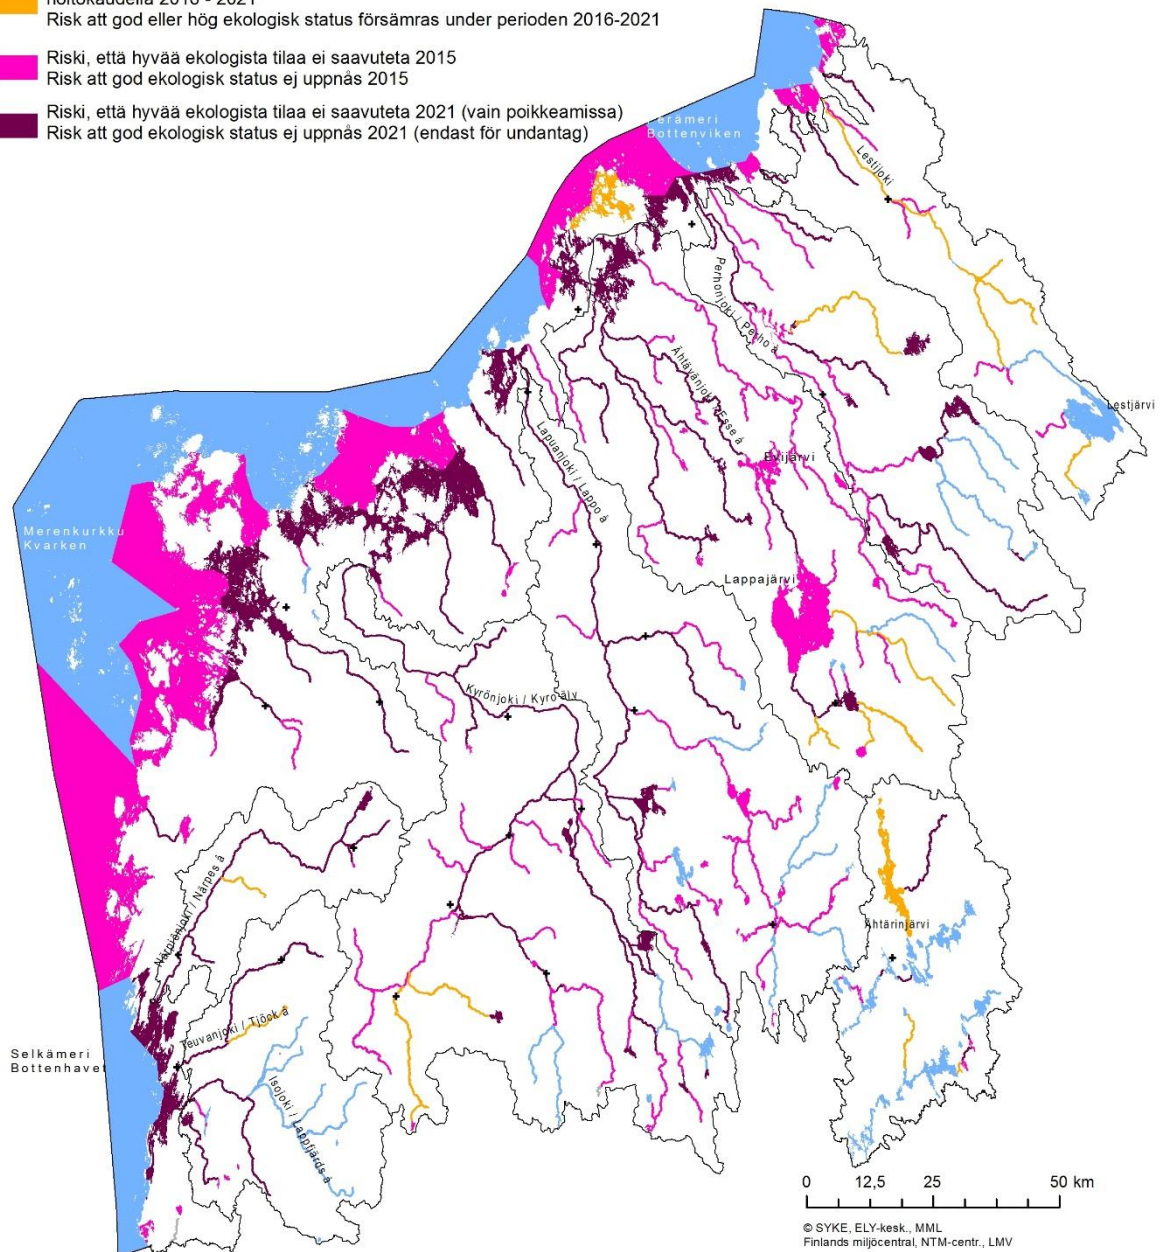 hoitokaudella 2016 - 2021
Risk att god eller hög ekologisk status försämras under perioden 2016-2021
Riski, että hyvää ekologista tilaa ei saavuteta 2015
Risk att god ekologisk status ej uppnås 2015
Riski, että hyvää ekologista tilaa ei saavuteta 2021 (vain poikkeamissa)
Risk att god ekologisk status ej uppnås 2021 (endast för undantag)
Perämeri
Bottenviken
Lestijoki
Perhonjoki / Perho å
Ähtävänjoki / Esse å
Lestjärvi
Evijärvi
Lapuanjoki / Lappo å
Merenkurkku
Kvarken
Lappajärvi
Kyrönjoki / Kyro älv
Närpiönjoki / Närpes å
Ähtärinjärvi
Teuvanjoki / Tjöck å
Selkämeri
Bottenhavet
Isojoki / Lappfjärds å
0 12,5 25 50 km
© SYKE, ELY-kesk., MML
Finlands miljöcentral, NTM-centr., LMV